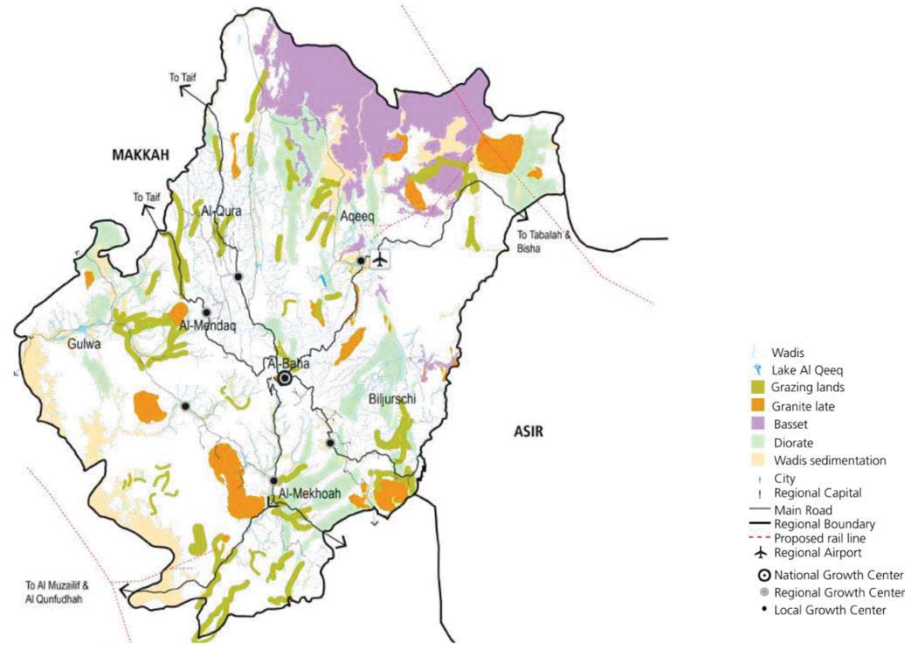 To Taif
MAKKAH
To Taif
Al-Qura
Aqeeq
To Tabalah &
Bisha
Al-Mendaq
Gulwa
Al-Baha
Biljurschi
ASIR
Al-Mekhoah
To Al Muzailif &
Al Qunfudhah
Wadis
Lake Al Qeeq
Grazing lands
Granite late
Basset
Diorate
Wadis sedimentation
City
Regional Capital
Main Road
Regional Boundary
Proposed rail line
Regional Airport
National Growth Center
Regional Growth Center
Local Growth Center